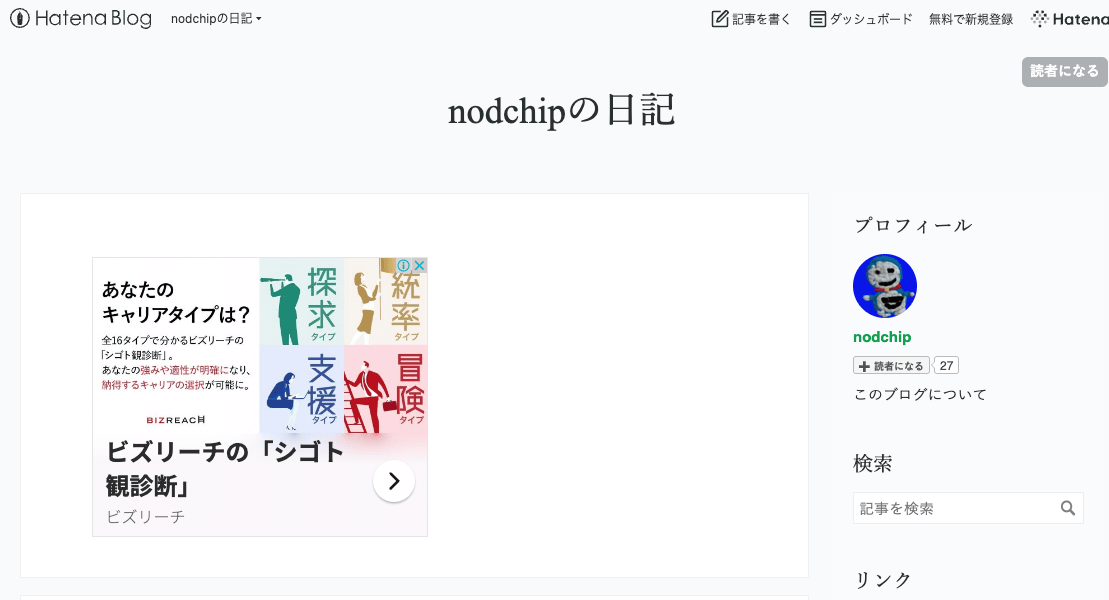 Hatena Blog
nodchipの日記
記事を書く
ダッシュボード
無料で新規登録
Hatena
読者になる
nodchipの日記
あなたの
キャリアタイプは?
全16タイプで分かるビズリーチの
「シゴト観診断」。
あなたの強みや適性が明確になり、
納得するキャリアの選択が可能に。
BIZREACH
探求
タイプ
統率
タイプ
支援
タイプ
冒険
タイプ
ビズリーチの「シゴト
観診断」
ビズリーチ
プロフィール
nodchip
読者になる 27
このブログについて
検索
記事を検索
リンク